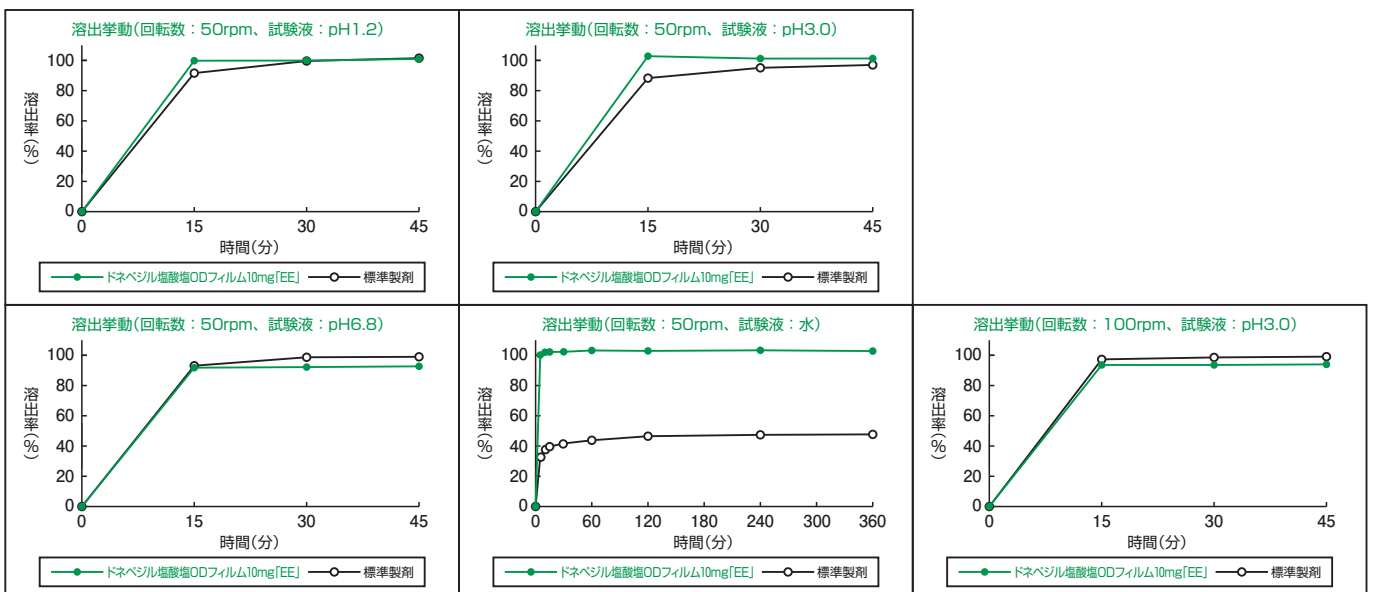 溶出挙動(回転数：50rpm、試験液：pH1.2)
100
80
60
40
20
0
溶出率(%)
0 15 30 45
時間(分)
ドネペジル塩酸塩ODフィルム10mg「EE」 標準製剤
溶出挙動(回転数：50rpm、試験液：pH3.0)
100
80
60
40
20
0
溶出率(%)
0 15 30 45
時間(分)
ドネペジル塩酸塩ODフィルム10mg「EE」 標準製剤
溶出挙動(回転数：50rpm、試験液：pH6.8)
100
80
60
40
20
0
溶出率(%)
0 15 30 45
時間(分)
ドネペジル塩酸塩ODフィルム10mg「EE」 標準製剤
溶出挙動(回転数：50rpm、試験液：水)
100
80
60
40
20
0
溶出率(%)
0 60 120 180 240 300 360
時間(分)
ドネペジル塩酸塩ODフィルム10mg「EE」 標準製剤
溶出挙動(回転数：100rpm、試験液：pH3.0)
100
80
60
40
20
0
溶出率(%)
0 15 30 45
時間(分)
ドネペジル塩酸塩ODフィルム10mg「EE」 標準製剤